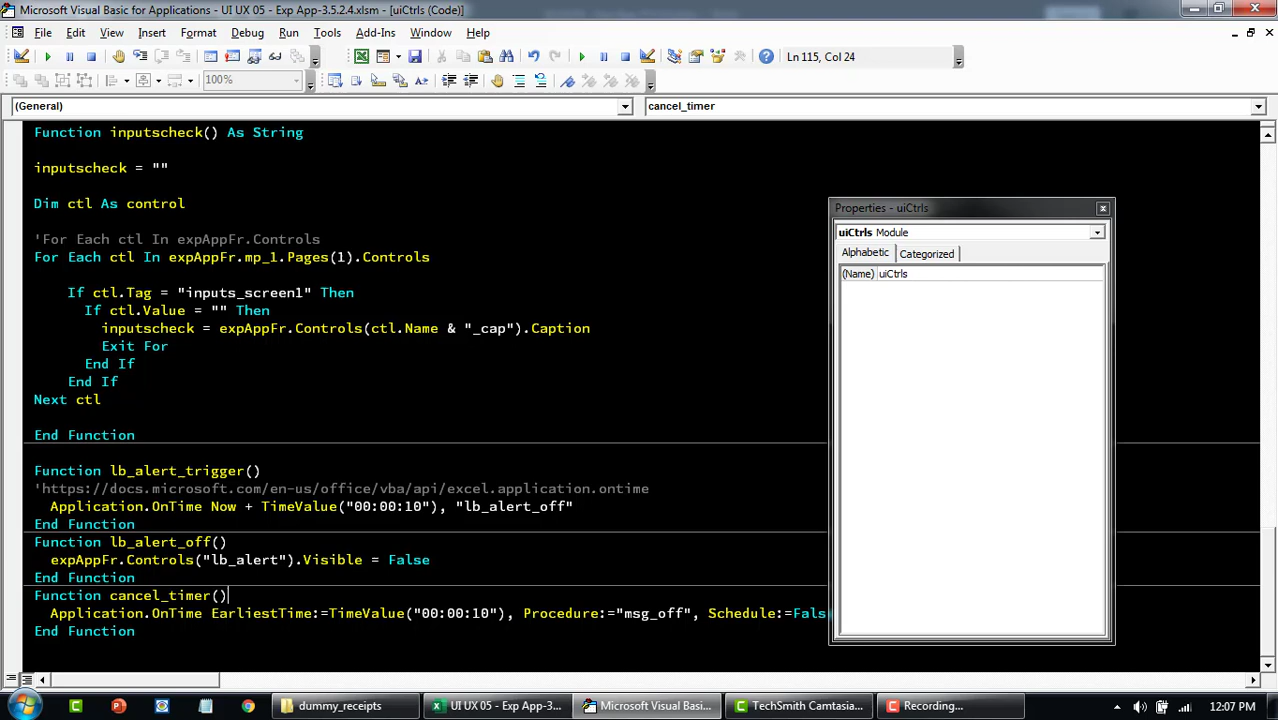 Microsoft Visual Basic for Applications - UI UX 05 - Exp App-3.5.2.4.xlsm - [uiCtrls (Code)]
File Edit View Insert Format Debug Run Tools Add-Ins Window Help
Ln 115, Col 24
100%
(General) cancel_timer
Function inputscheck() As String
inputscheck = ""
Dim ctl As control
'For Each ctl In expAppFr.Controls
For Each ctl In expAppFr.mp_1.Pages(1).Controls
If ctl.Tag = "inputs_screen1" Then
If ctl.Value = "" Then
inputscheck = expAppFr.Controls(ctl.Name & "_cap").Caption
Exit For
End If
End If
Next ctl
End Function
Function lb_alert_trigger()
'https://docs.microsoft.com/en-us/office/vba/api/excel.application.ontime
Application.OnTime Now + TimeValue("00:00:10"), "lb_alert_off"
End Function
Function lb_alert_off()
expAppFr.Controls("lb_alert").Visible = False
End Function
Function cancel_timer()
Application.OnTime EarliestTime:=TimeValue("00:00:10"), Procedure:="msg_off", Schedule:=Fals
End Function
Properties - uiCtrls
uiCtrls Module
Alphabetic Categorized
(Name) uiCtrls
dummy_receipts
UI UX 05 - Exp App-3...
Microsoft Visual Basi...
TechSmith Camtasia...
Recording...
12:07 PM